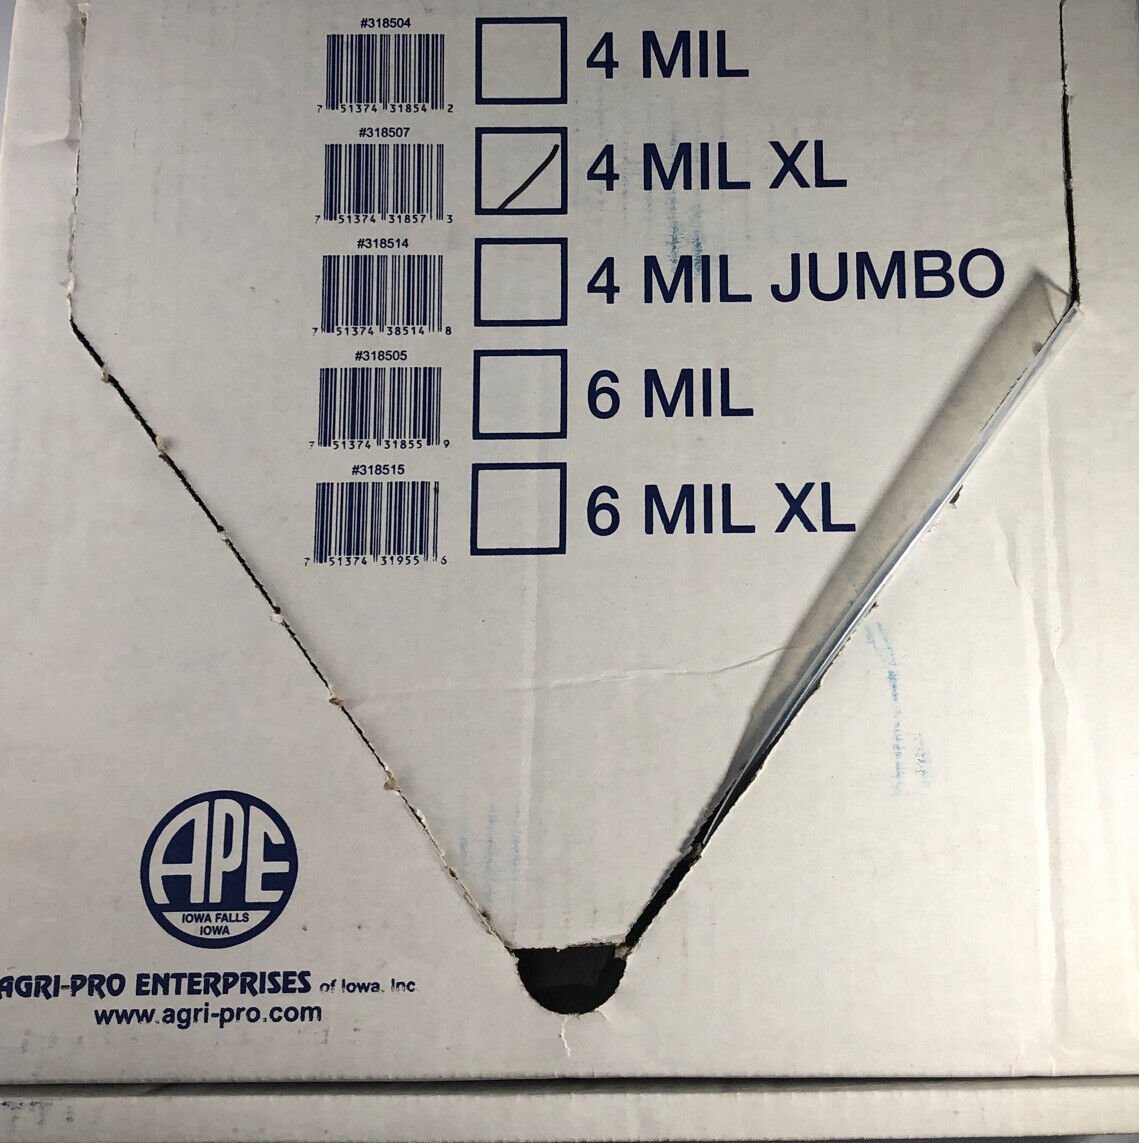 #318504
4 MIL
7 51374 31854 2
#318507
4 MIL XL
7 51374 31857 3
#318514
4 MIL JUMBO
7 51374 38514 8
#318505
6 MIL
7 51374 31855 9
#318515
6 MIL XL
7 51374 31955 6
APE
IOWA FALLS
IOWA
AGRI-PRO ENTERPRISES of Iowa, Inc
www.agri-pro.com